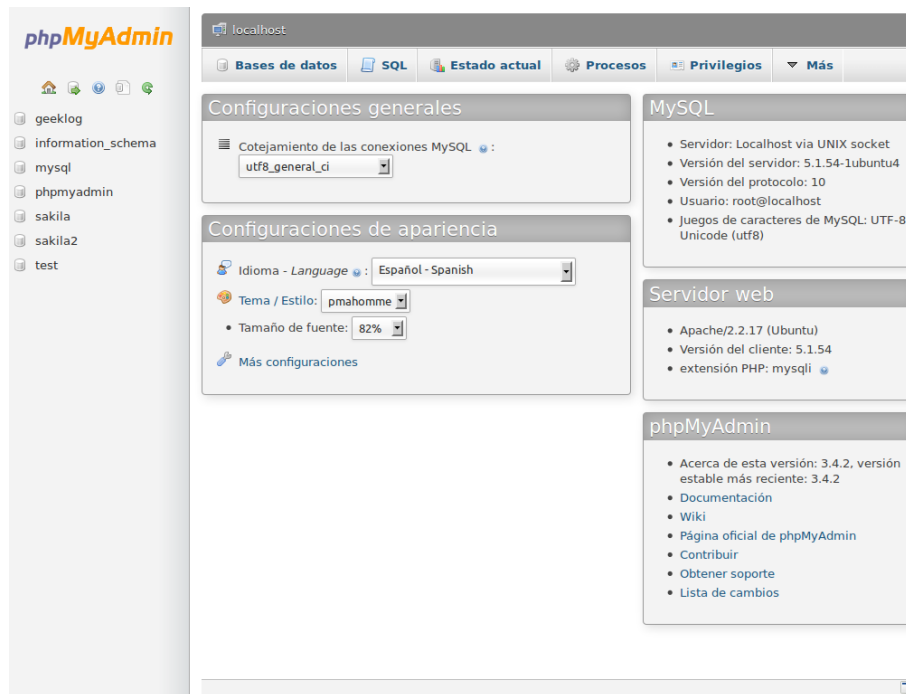 phpMyAdmin
geeklog
information_schema
mysql
phpmyadmin
sakila
sakila2
test
localhost
Bases de datos
SQL
Estado actual
Procesos
Privilegios
Más
Configuraciones generales
Cotejamiento de las conexiones MySQL :
utf8_general_ci
Configuraciones de apariencia
Idioma - Language : Español - Spanish
Tema / Estilo: pmahomme
Tamaño de fuente: 82%
Más configuraciones
MySQL
Servidor: Localhost via UNIX socket
Versión del servidor: 5.1.54-1ubuntu4
Versión del protocolo: 10
Usuario: root@localhost
Juegos de caracteres de MySQL: UTF-8
Unicode (utf8)
Servidor web
Apache/2.2.17 (Ubuntu)
Versión del cliente: 5.1.54
extensión PHP: mysqli
phpMyAdmin
Acerca de esta versión: 3.4.2, versión
estable más reciente: 3.4.2
Documentación
Wiki
Página oficial de phpMyAdmin
Contribuir
Obtener soporte
Lista de cambios